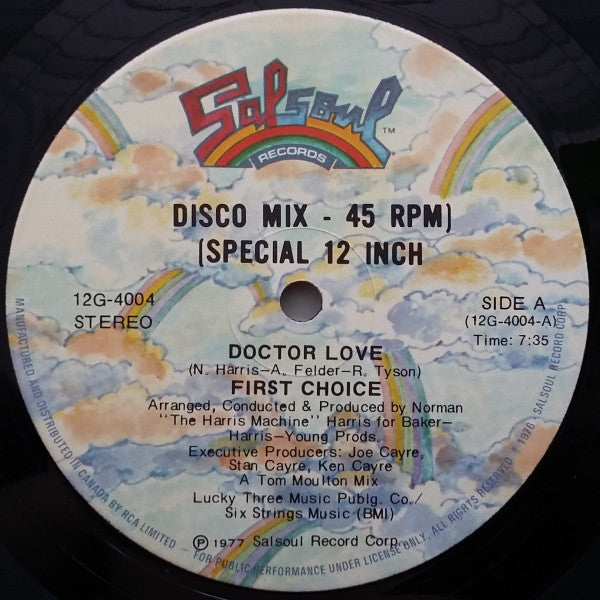 Salsoul
TM
RECORDS
DISCO MIX - 45 RPM)
(SPECIAL 12 INCH
12G-4004
STEREO
SIDE A
(12G-4004-A)
Time: 7:35
DOCTOR LOVE
(N. Harris-A. Felder-R. Tyson)
FIRST CHOICE
Arranged, Conducted & Produced by Norman
"The Harris Machine" Harris for Baker-
Harris-Young Prods.
Executive Producers: Joe Cayre,
Stan Cayre, Ken Cayre
A Tom Moulton Mix
Lucky Three Music Publg. Co./
Six Strings Music (BMI)
Ⓟ 1977 Salsoul Record Corp.
MANUFACTURED AND DISTRIBUTED IN CANADA BY RCA LIMITED – FOR PUBLIC PERFORMANCE UNDER LICENSE ONLY. ALL RIGHTS RESERVED 1976 - SALSOUL RECORD CORP.